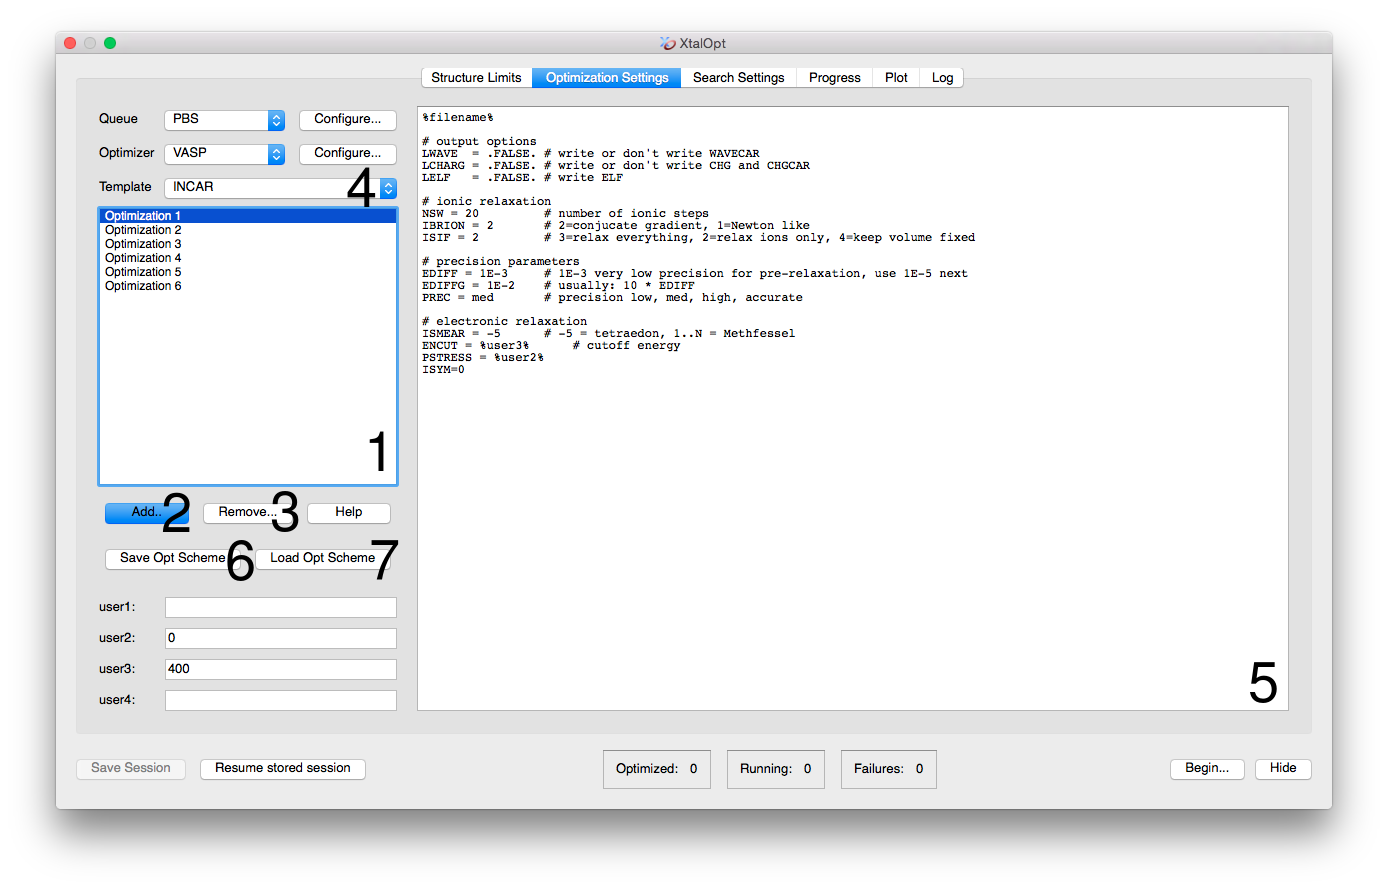 XtalOpt
Structure Limits Optimization Settings Search Settings Progress Plot Log
Queue PBS Configure...
Optimizer VASP Configure...
Template INCAR 4
Optimization 1
Optimization 2
Optimization 3
Optimization 4
Optimization 5
Optimization 6
1
Add.. 2 Remove... 3 Help
Save Opt Scheme 6 Load Opt Scheme 7
user1:
user2: 0
user3: 400
user4:
%filename%
# output options
LWAVE = .FALSE. # write or don't write WAVECAR
LCHARG = .FALSE. # write or don't write CHG and CHGCAR
LELF = .FALSE. # write ELF
# ionic relaxation
NSW = 20 # number of ionic steps
IBRION = 2 # 2=conjucate gradient, 1=Newton like
ISIF = 2 # 3=relax everything, 2=relax ions only, 4=keep volume fixed
# precision parameters
EDIFF = 1E-3 # 1E-3 very low precision for pre-relaxation, use 1E-5 next
EDIFFG = 1E-2 # usually: 10 * EDIFF
PREC = med # precision low, med, high, accurate
# electronic relaxation
ISMEAR = -5 # -5 = tetraedon, 1..N = Methfessel
ENCUT = %user3% # cutoff energy
PSTRESS = %user2%
ISYM=0
5
Save Session Resume stored session Optimized: 0 Running: 0 Failures: 0 Begin... Hide